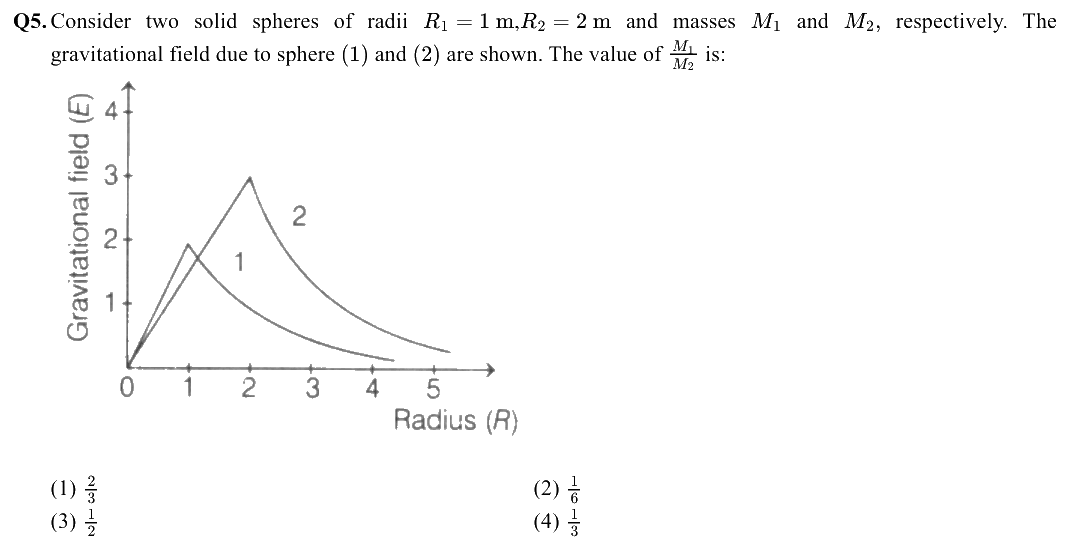 Q5. Consider two solid spheres of radii R₁ = 1 m,R₂ = 2 m and masses M₁ and M₂, respectively. The
gravitational field due to sphere (1) and (2) are shown. The value of M₁/M₂ is:
Gravitational field (E)
4
3
2
1
2
1
0 1 2 3 4 5
Radius (R)
(1) 2/3 (2) 1/6
(3) 1/2 (4) 1/3